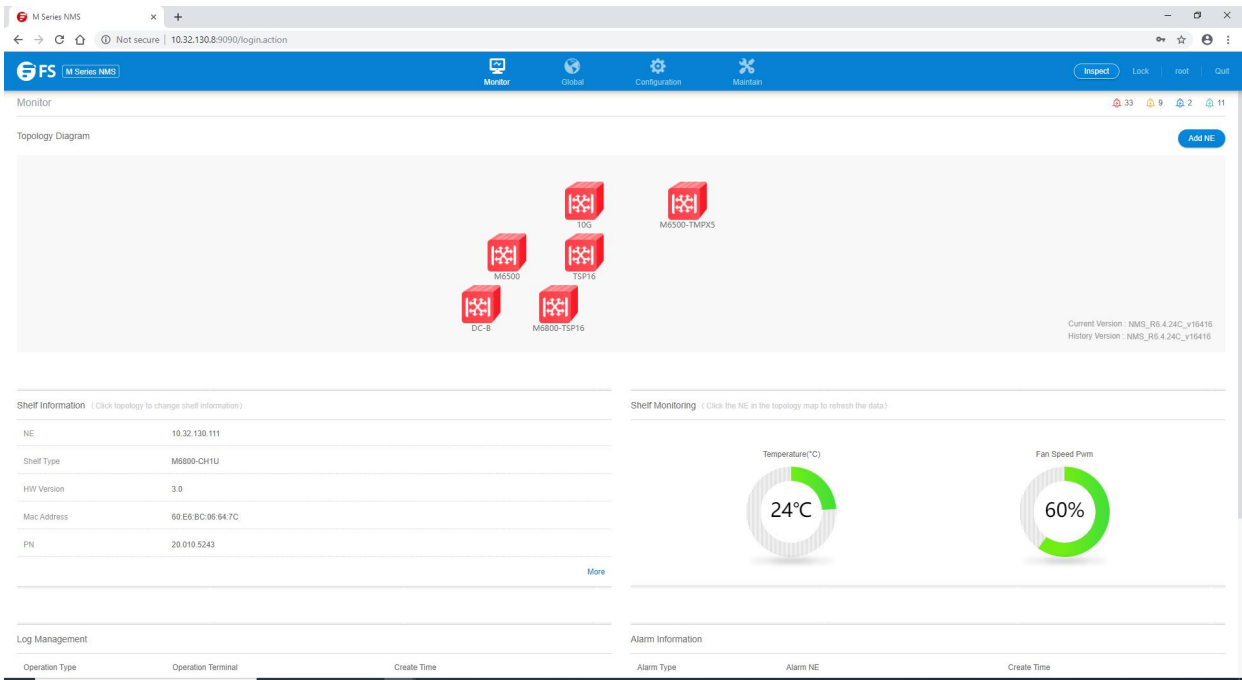 M Series NMS
Not secure | 10.32.130.8:9090/login.action
FS M Series NMS
Monitor
Global
Configuration
Maintain
Inspect
Lock
root
Quit
Monitor
33
9
2
11
Topology Diagram
Add NE
10G
M6500-TMPX5
M6500
TSP16
DC-B
M6800-TSP16
Current Version : NMS_R6.4.24C_v16416
History Version : NMS_R6.4.24C_v16416
Shelf Information (Click topology to change shelf information)
NE 10.32.130.111
Shelf Type M6800-CH1U
HW Version 3.0
Mac Address 60:E6:BC:06:64:7C
PN 20.010.5243
More
Shelf Monitoring (Click the NE in the topology map to refresh the data)
Temperature(°C)
24°C
Fan Speed Pwm
60%
Log Management
Operation Type Operation Terminal Create Time
Alarm Information
Alarm Type Alarm NE Create Time